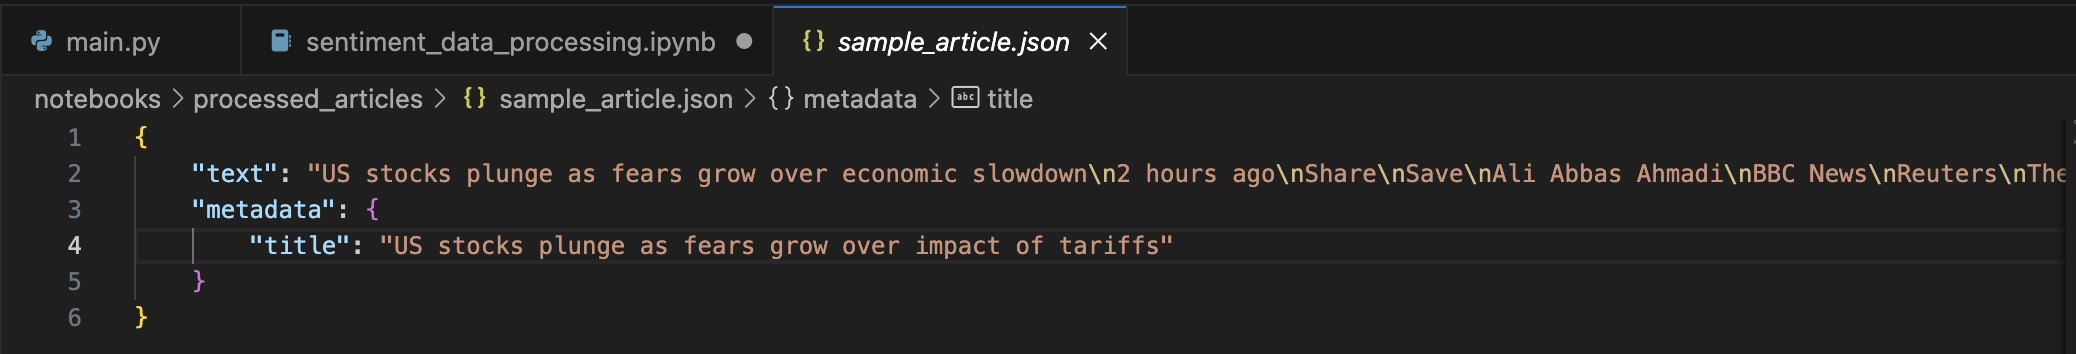 main.py sentiment_data_processing.ipynb sample_article.json
notebooks > processed_articles > {} sample_article.json > {} metadata > abc title
1 {
2 "text": "US stocks plunge as fears grow over economic slowdown\n2 hours ago\nShare\nSave\nAli Abbas Ahmadi\nBBC News\nReuters\nThe
3 "metadata": {
4 "title": "US stocks plunge as fears grow over impact of tariffs"
5 }
6 }